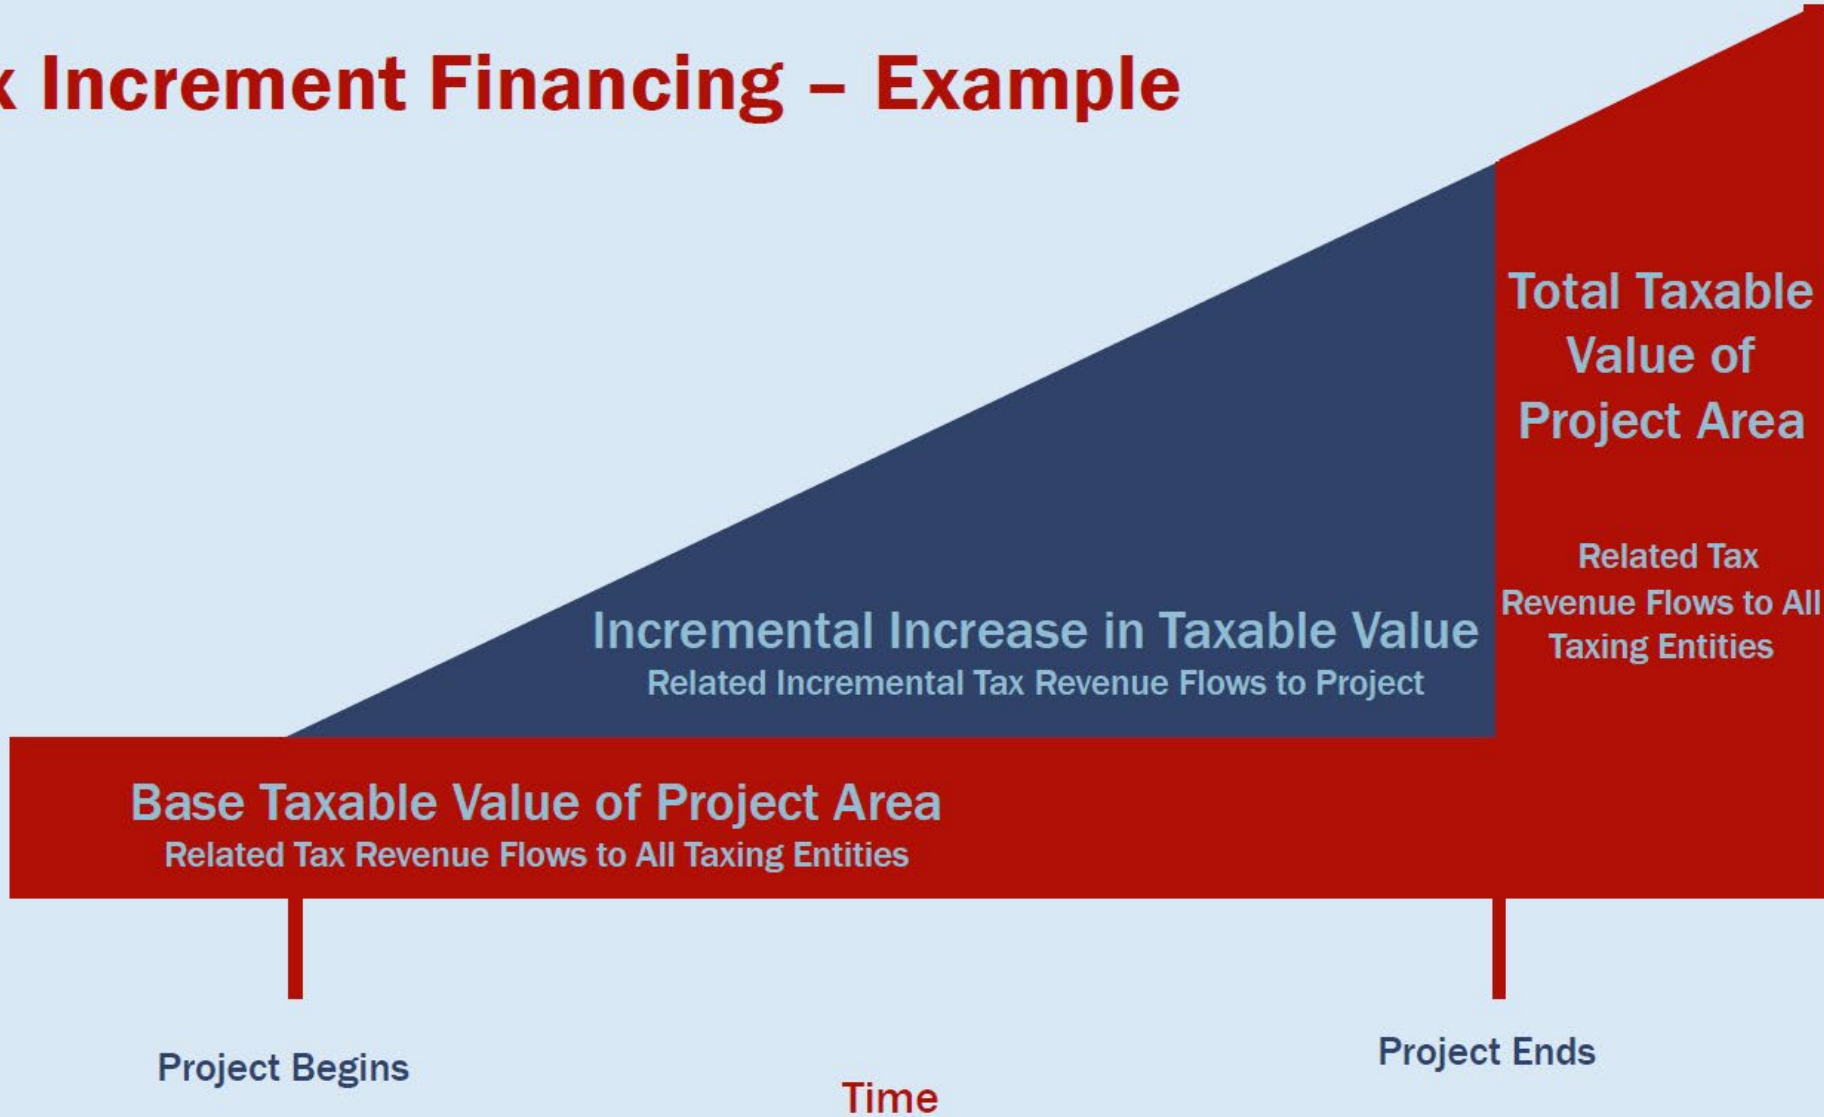 x Increment Financing – Example
Total Taxable
Value of
Project Area
Related Tax
Revenue Flows to All
Taxing Entities
Incremental Increase in Taxable Value
Related Incremental Tax Revenue Flows to Project
Base Taxable Value of Project Area
Related Tax Revenue Flows to All Taxing Entities
Project Begins
Project Ends
Time